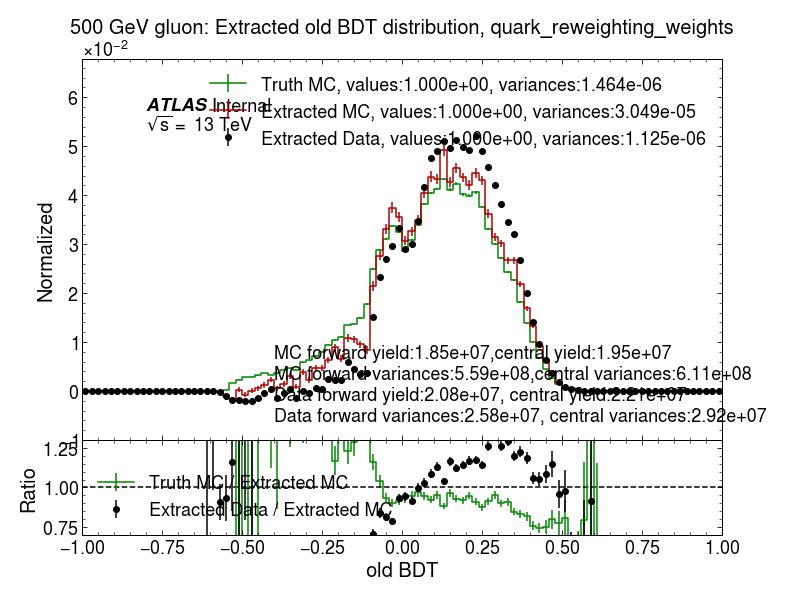 500 GeV gluon: Extracted old BDT distribution, quark_reweighting_weights
×10⁻²
Truth MC, values:1.000e+00, variances:1.464e-06
ATLAS Internal
Extracted MC, values:1.000e+00, variances:3.049e-05
√s = 13 TeV
Extracted Data, values:1.000e+00, variances:1.125e-06
6
5
4
3
2
1
0
−1
Normalized
MC forward yield:1.85e+07,central yield:1.95e+07
MC forward variances:5.59e+08,central variances:6.11e+08
Data forward yield:2.08e+07, central yield:2.21e+07
Data forward variances:2.58e+07, central variances:2.92e+07
1.25
1.00
0.75
Ratio
Truth MC / Extracted MC
Extracted Data / Extracted MC
−1.00 −0.75 −0.50 −0.25 0.00 0.25 0.50 0.75 1.00
old BDT